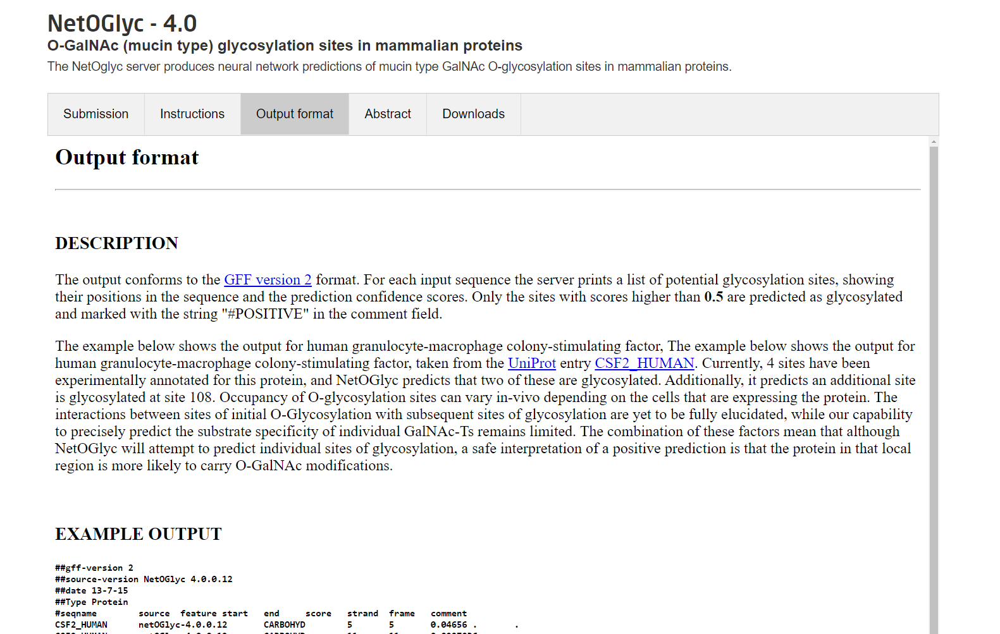 NetOGlyc - 4.0
O-GalNAc (mucin type) glycosylation sites in mammalian proteins
The NetOglyc server produces neural network predictions of mucin type GalNAc O-glycosylation sites in mammalian proteins.
Submission Instructions Output format Abstract Downloads
Output format
DESCRIPTION
The output conforms to the GFF version 2 format. For each input sequence the server prints a list of potential glycosylation sites, showing
their positions in the sequence and the prediction confidence scores. Only the sites with scores higher than 0.5 are predicted as glycosylated
and marked with the string "#POSITIVE" in the comment field.
The example below shows the output for human granulocyte-macrophage colony-stimulating factor, The example below shows the output for
human granulocyte-macrophage colony-stimulating factor, taken from the UniProt entry CSF2_HUMAN. Currently, 4 sites have been
experimentally annotated for this protein, and NetOGlyc predicts that two of these are glycosylated. Additionally, it predicts an additional site
is glycosylated at site 108. Occupancy of O-glycosylation sites can vary in-vivo depending on the cells that are expressing the protein. The
interactions between sites of initial O-Glycosylation with subsequent sites of glycosylation are yet to be fully elucidated, while our capability
to precisely predict the substrate specificity of individual GalNAc-Ts remains limited. The combination of these factors mean that although
NetOGlyc will attempt to predict individual sites of glycosylation, a safe interpretation of a positive prediction is that the protein in that local
region is more likely to carry O-GalNAc modifications.
EXAMPLE OUTPUT
##gff-version 2
##source-version NetOGlyc 4.0.0.12
##date 13-7-15
##Type Protein
#seqname source feature start end score strand frame comment
CSF2_HUMAN netOGlyc-4.0.0.12 CARBOHYD 5 5 0.04656 . .